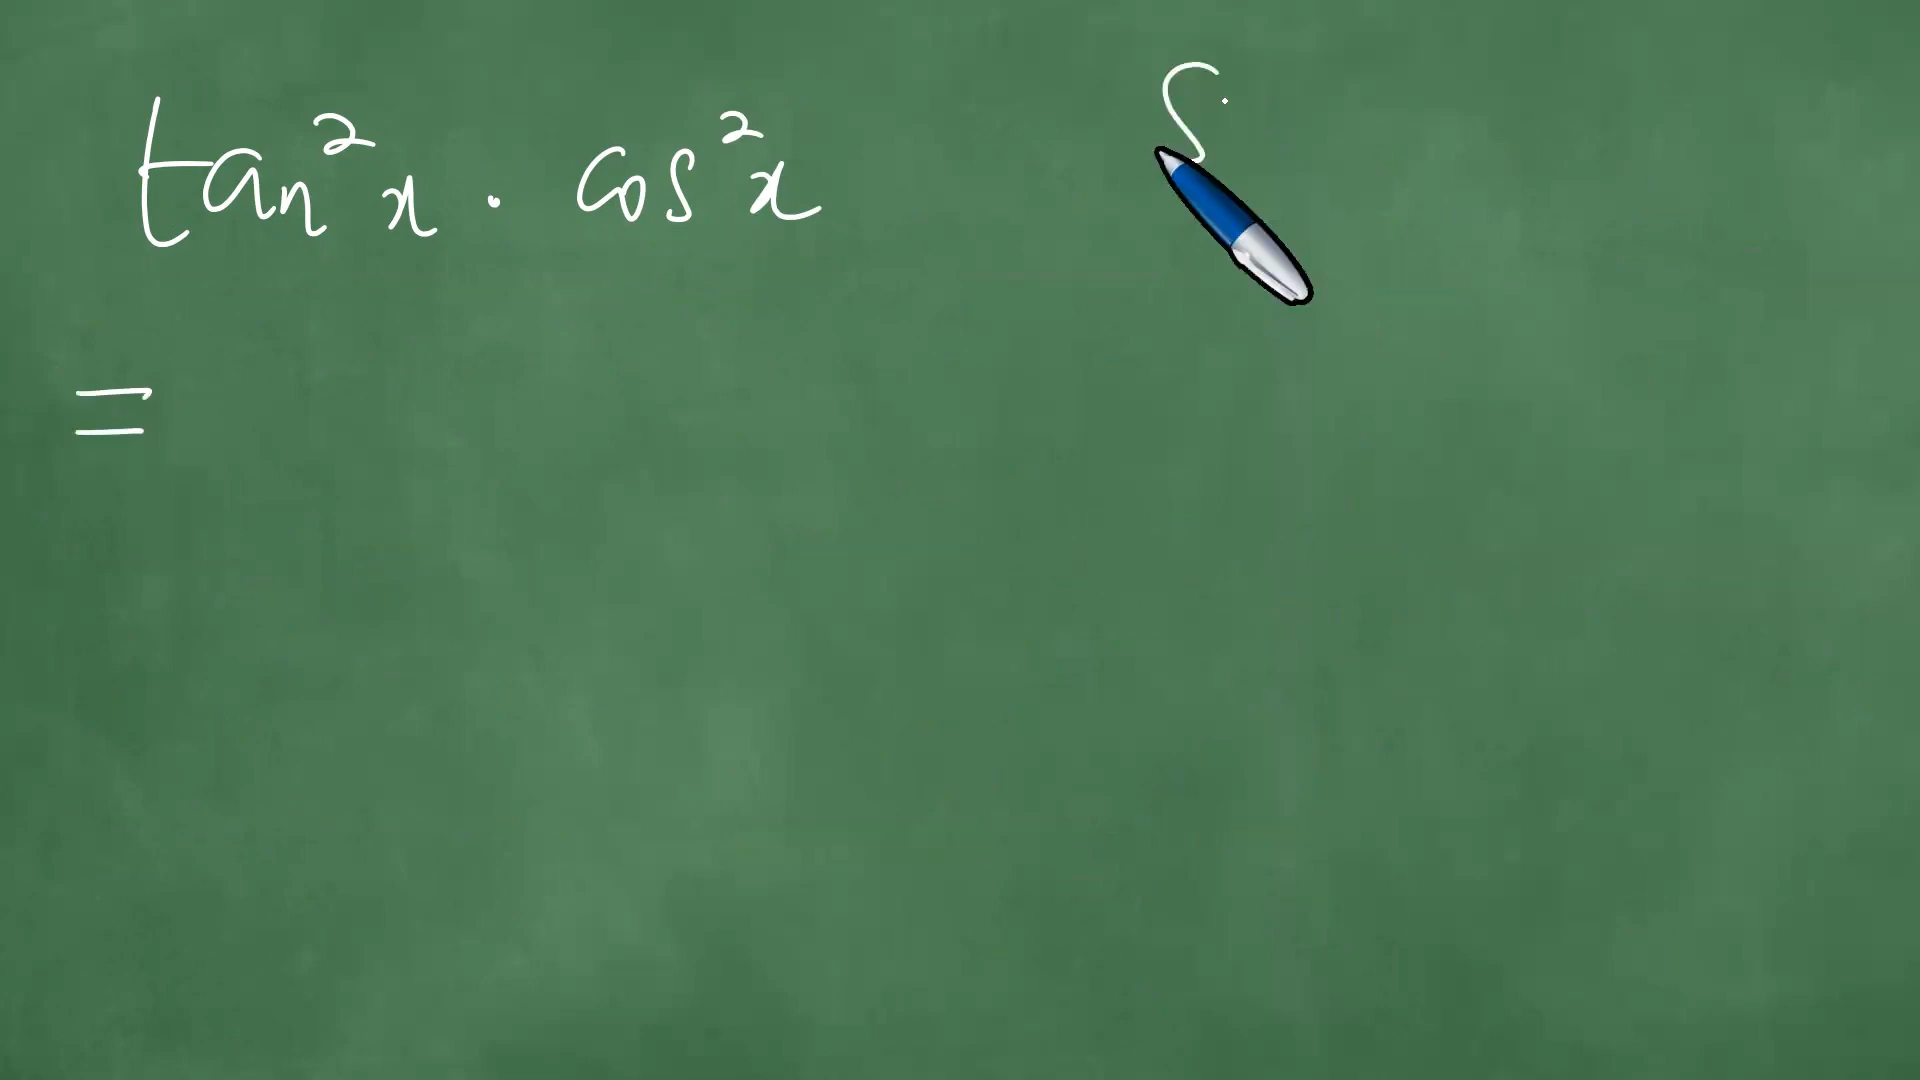 tan²x · cos²x S
=